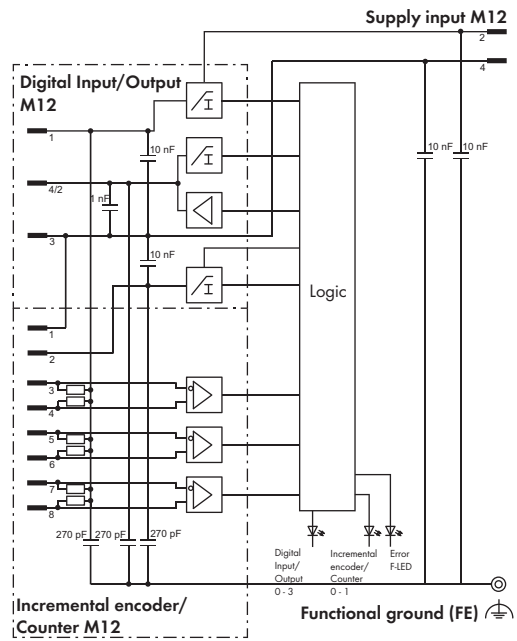 Supply input M12
2
4
Digital Input/Output
M12
1
10 nF
10 nF
10 nF
4/2
1 nF
3
10 nF
Logic
1
2
3
4
5
6
7
8
270 pF
270 pF
270 pF
Digital
Input/
Output
0 - 3
Incremental
encoder/
Counter
0 - 1
Error
F-LED
Incremental encoder/
Counter M12
Functional ground (FE)